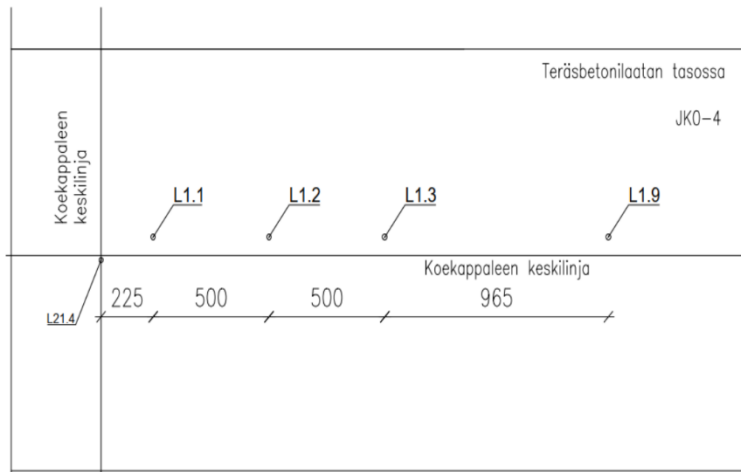 Teräsbetonilaatan tasossa
JKO-4
Koekappaleen
keskilinja
L1.1
L1.2
L1.3
L1.9
Koekappaleen keskilinja
225
500
500
965
L21.4